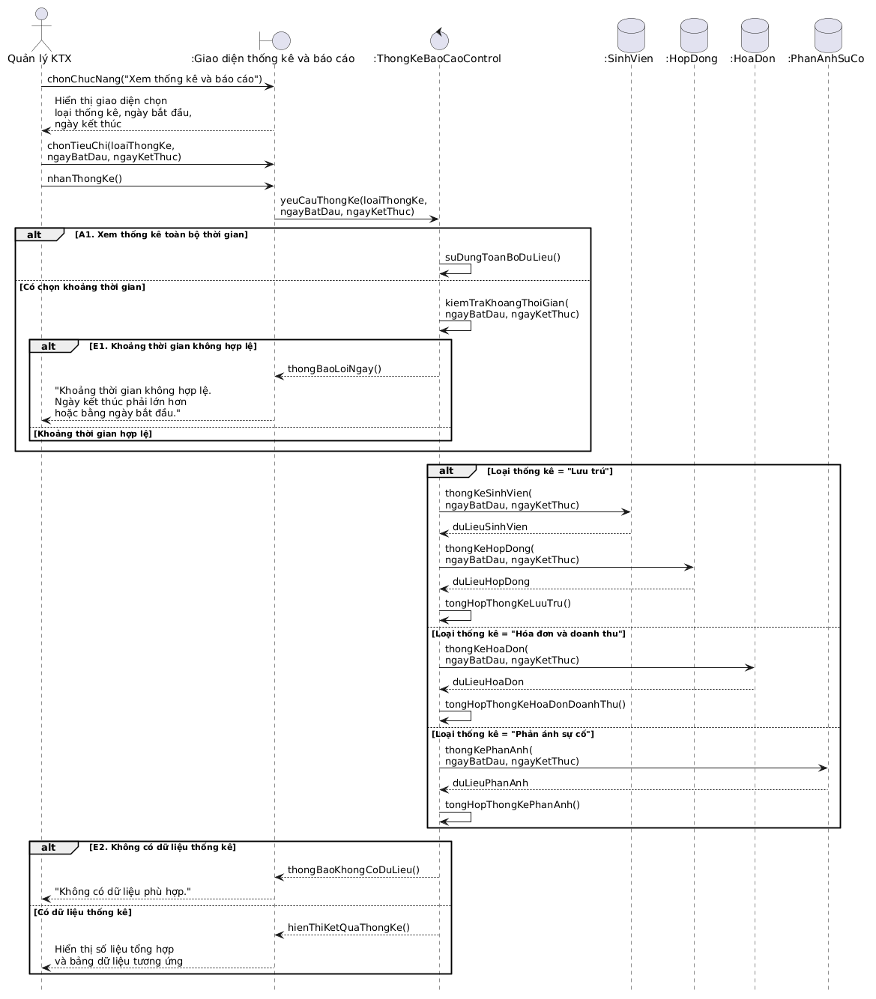 Quản lý KTX
:Giao diện thống kê và báo cáo
:ThongKeBaoCaoControl
:SinhVien
:HopDong
:HoaDon
:PhanAnhSuCo
chonChucNang("Xem thống kê và báo cáo")
Hiển thị giao diện chọn
loại thống kê, ngày bắt đầu,
ngày kết thúc
chonTieuChi(loaiThongKe,
ngayBatDau, ngayKetThuc)
nhanThongKe()
yeuCauThongKe(loaiThongKe,
ngayBatDau, ngayKetThuc)
alt [A1. Xem thống kê toàn bộ thời gian]
suDungToanBoDuLieu()
[Có chọn khoảng thời gian]
kiemTraKhoangThoiGian(
ngayBatDau, ngayKetThuc)
alt [E1. Khoảng thời gian không hợp lệ]
thongBaoLoiNgay()
"Khoảng thời gian không hợp lệ.
Ngày kết thúc phải lớn hơn
hoặc bằng ngày bắt đầu."
[Khoảng thời gian hợp lệ]
alt [Loại thống kê = "Lưu trú"]
thongKeSinhVien(
ngayBatDau, ngayKetThuc)
duLieuSinhVien
thongKeHopDong(
ngayBatDau, ngayKetThuc)
duLieuHopDong
tongHopThongKeLuuTru()
[Loại thống kê = "Hóa đơn và doanh thu"]
thongKeHoaDon(
ngayBatDau, ngayKetThuc)
duLieuHoaDon
tongHopThongKeHoaDonDoanhThu()
[Loại thống kê = "Phản ánh sự cố"]
thongKePhanAnh(
ngayBatDau, ngayKetThuc)
duLieuPhanAnh
tongHopThongKePhanAnh()
alt [E2. Không có dữ liệu thống kê]
thongBaoKhongCoDuLieu()
"Không có dữ liệu phù hợp."
[Có dữ liệu thống kê]
hienThiKetQuaThongKe()
Hiển thị số liệu tổng hợp
và bảng dữ liệu tương ứng